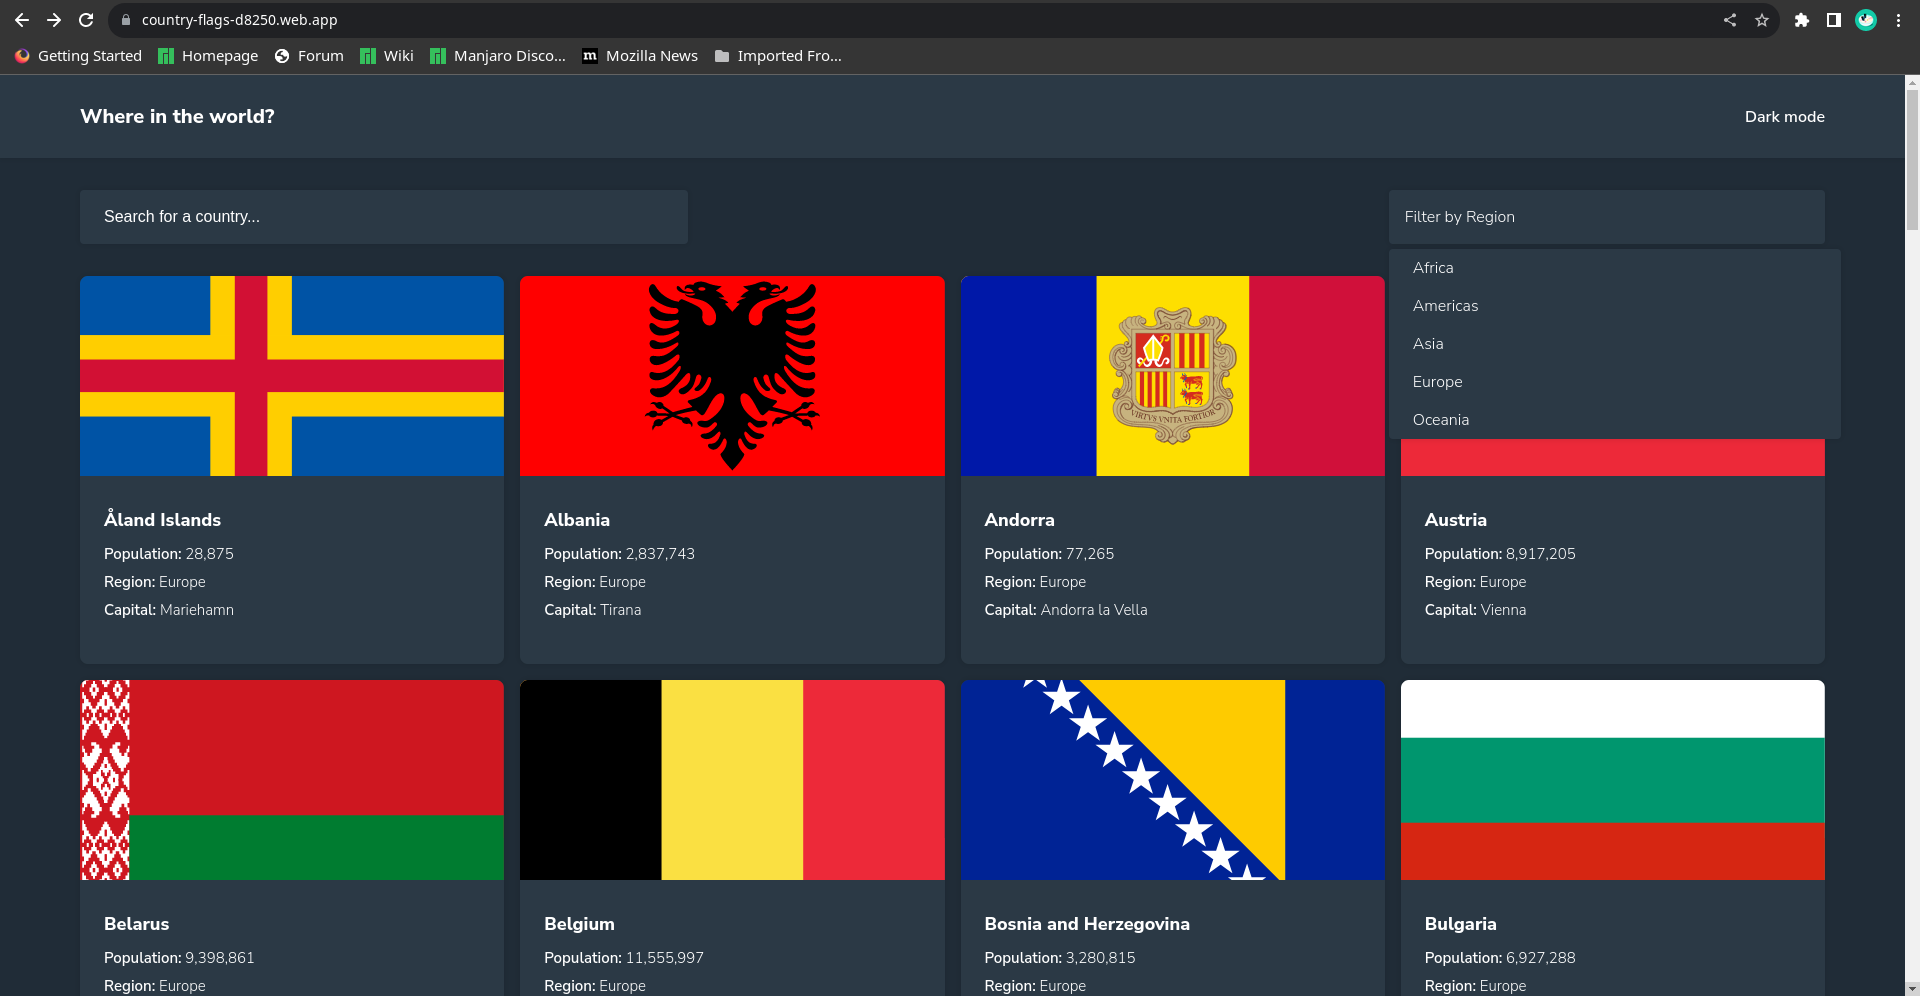 country-flags-d8250.web.app
Getting Started Homepage Forum Wiki Manjaro Disco... m Mozilla News Imported Fro...
Where in the world? Dark mode
Search for a country... Filter by Region
Africa
Americas
Asia
Europe
Oceania
VIRTVS VNITA FORTIOR
Åland Islands Albania Andorra Austria
Population: 28,875 Population: 2,837,743 Population: 77,265 Population: 8,917,205
Region: Europe Region: Europe Region: Europe Region: Europe
Capital: Mariehamn Capital: Tirana Capital: Andorra la Vella Capital: Vienna
Belarus Belgium Bosnia and Herzegovina Bulgaria
Population: 9,398,861 Population: 11,555,997 Population: 3,280,815 Population: 6,927,288
Region: Europe Region: Europe Region: Europe Region: Europe